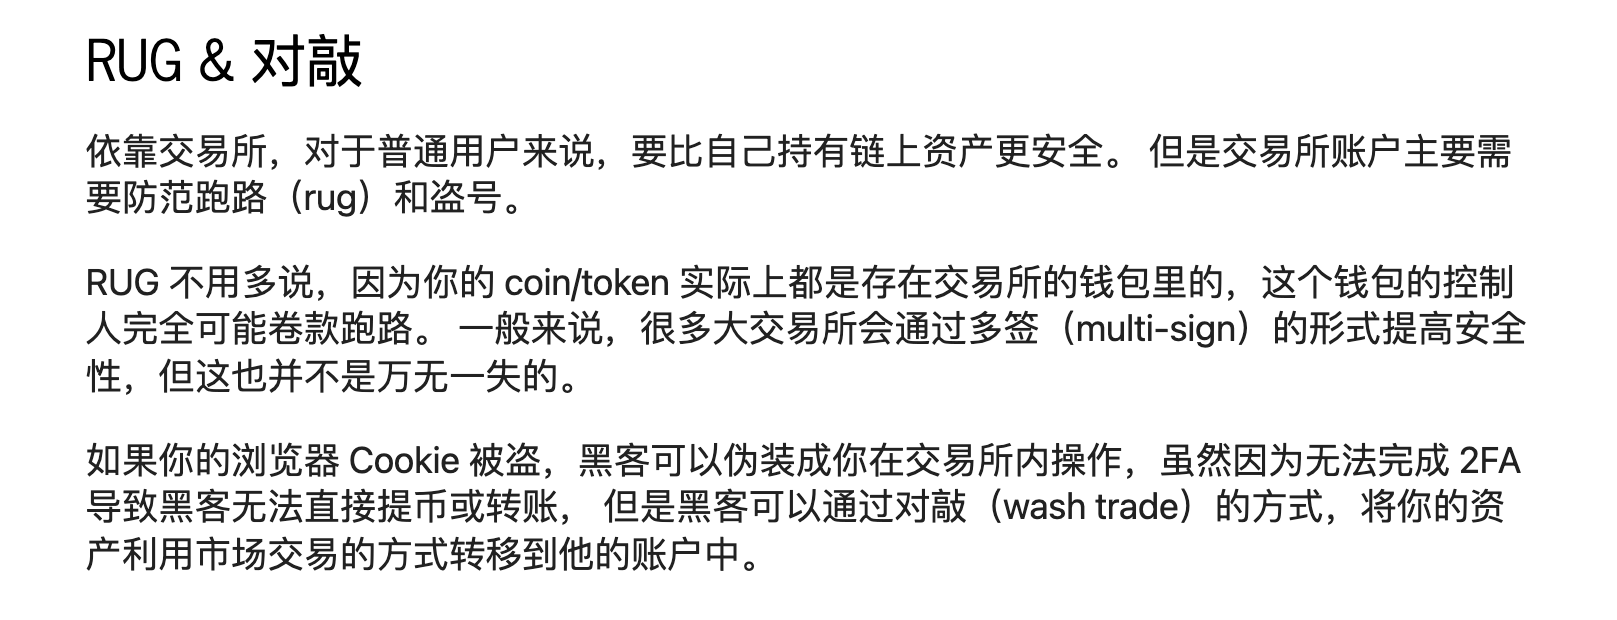 RUG & 对敲
依靠交易所，对于普通用户来说，要比自己持有链上资产更安全。 但是交易所账户主要需
要防范跑路（rug）和盗号。
RUG 不用多说，因为你的 coin/token 实际上都是存在交易所的钱包里的，这个钱包的控制
人完全可能卷款跑路。 一般来说，很多大交易所会通过多签（multi-sign）的形式提高安全
性，但这也并不是万无一失的。
如果你的浏览器 Cookie 被盗，黑客可以伪装成你在交易所内操作，虽然因为无法完成 2FA
导致黑客无法直接提币或转账， 但是黑客可以通过对敲（wash trade）的方式，将你的资
产利用市场交易的方式转移到他的账户中。